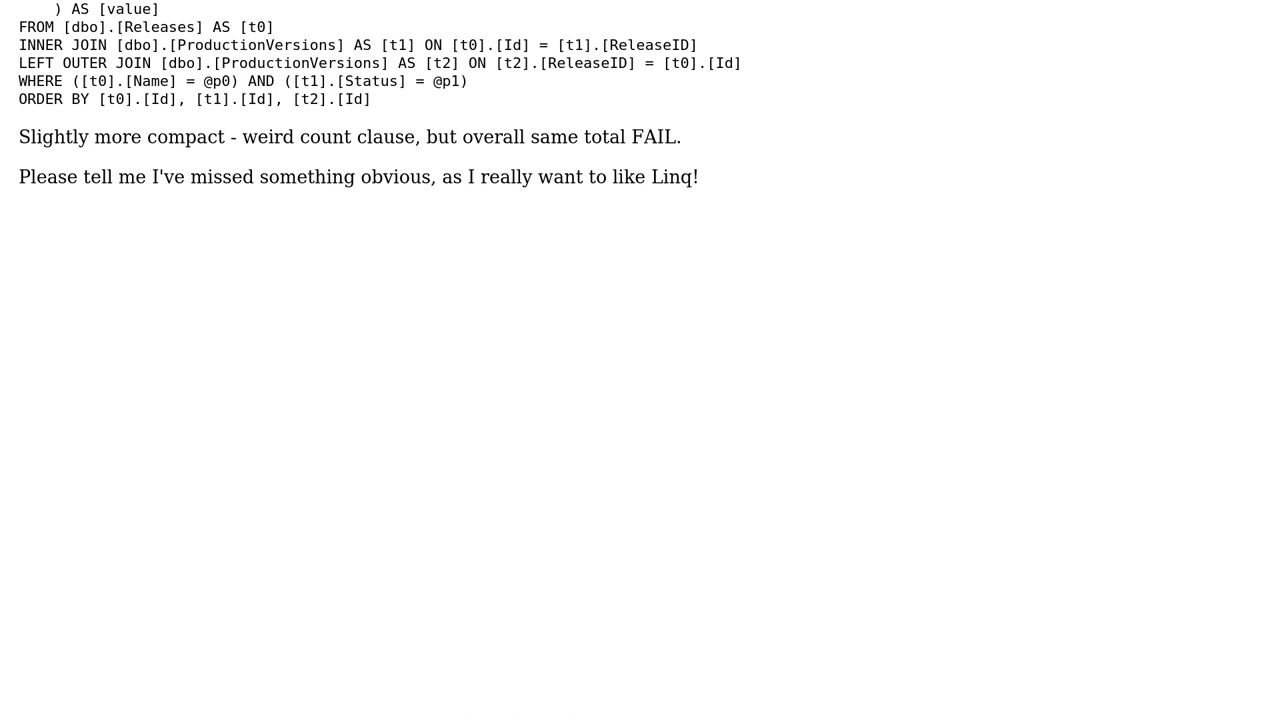 ) AS [value]
FROM [dbo].[Releases] AS [t0]
INNER JOIN [dbo].[ProductionVersions] AS [t1] ON [t0].[Id] = [t1].[ReleaseID]
LEFT OUTER JOIN [dbo].[ProductionVersions] AS [t2] ON [t2].[ReleaseID] = [t0].[Id]
WHERE ([t0].[Name] = @p0) AND ([t1].[Status] = @p1)
ORDER BY [t0].[Id], [t1].[Id], [t2].[Id]
Slightly more compact - weird count clause, but overall same total FAIL.
Please tell me I've missed something obvious, as I really want to like Linq!